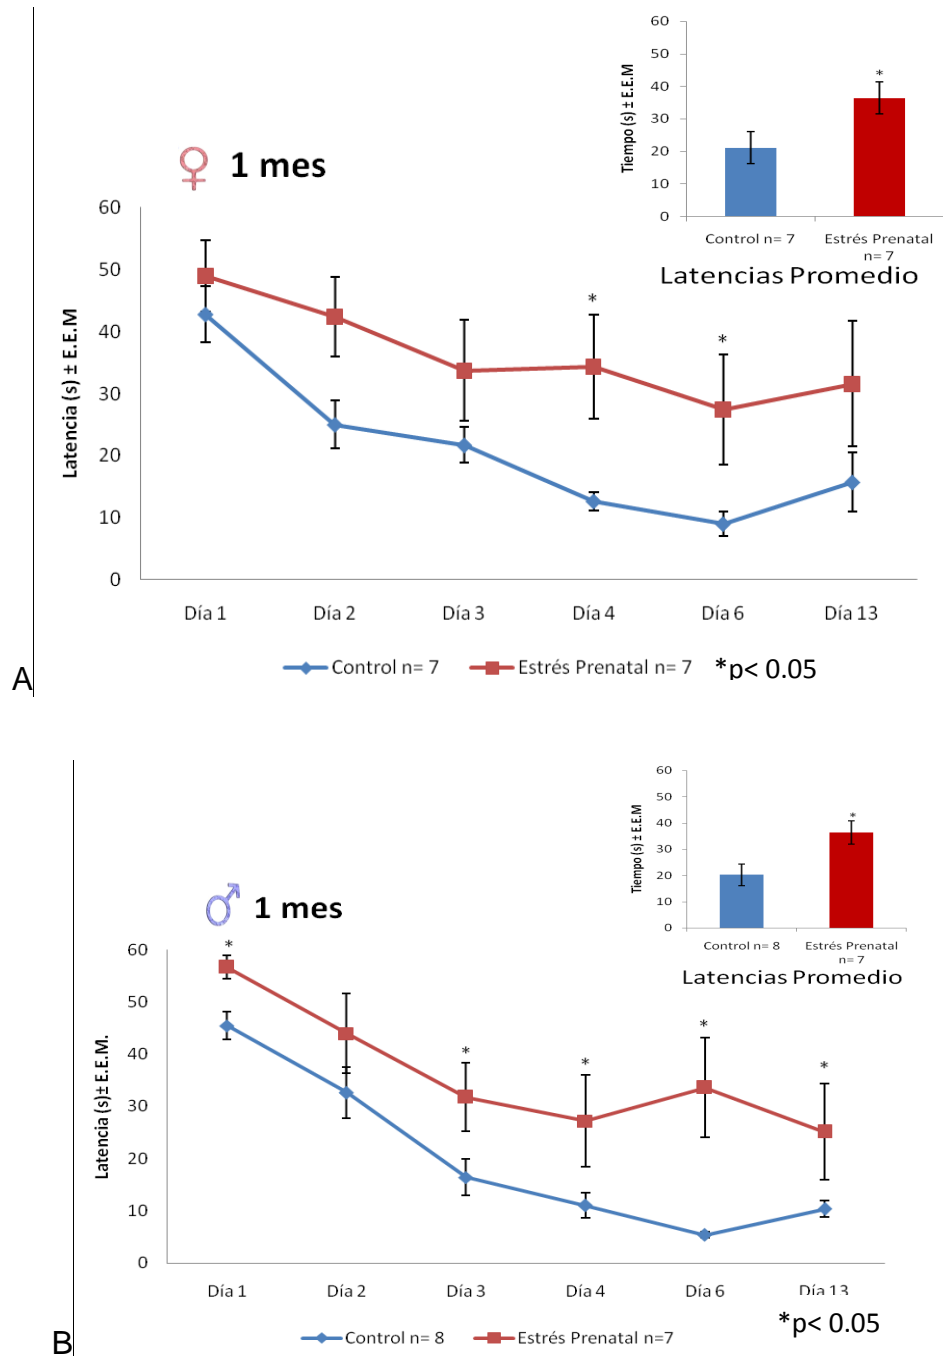 60
50
40
30
20
10
0
Tiempo (s) ± E.E.M
Control n= 7
Estrés Prenatal
n= 7
Latencias Promedio
♀ 1 mes
60
50
40
30
20
10
0
Latencia (s) ± E.E.M
*
*
*
Día 1
Día 2
Día 3
Día 4
Día 6
Día 13
Control n= 7
Estrés Prenatal n= 7
*p< 0.05
A
60
50
40
30
20
10
0
Tiempo (s) ± E.E.M
*
Control n= 8
Estrés Prenatal
n= 7
Latencias Promedio
♂ 1 mes
60
50
40
30
20
10
0
Latencia (s)± E.E.M.
*
*
*
*
*
Día 1
Día 2
Día 3
Día 4
Día 6
Día 13
*p< 0.05
Control n= 8
Estrés Prenatal n=7
B